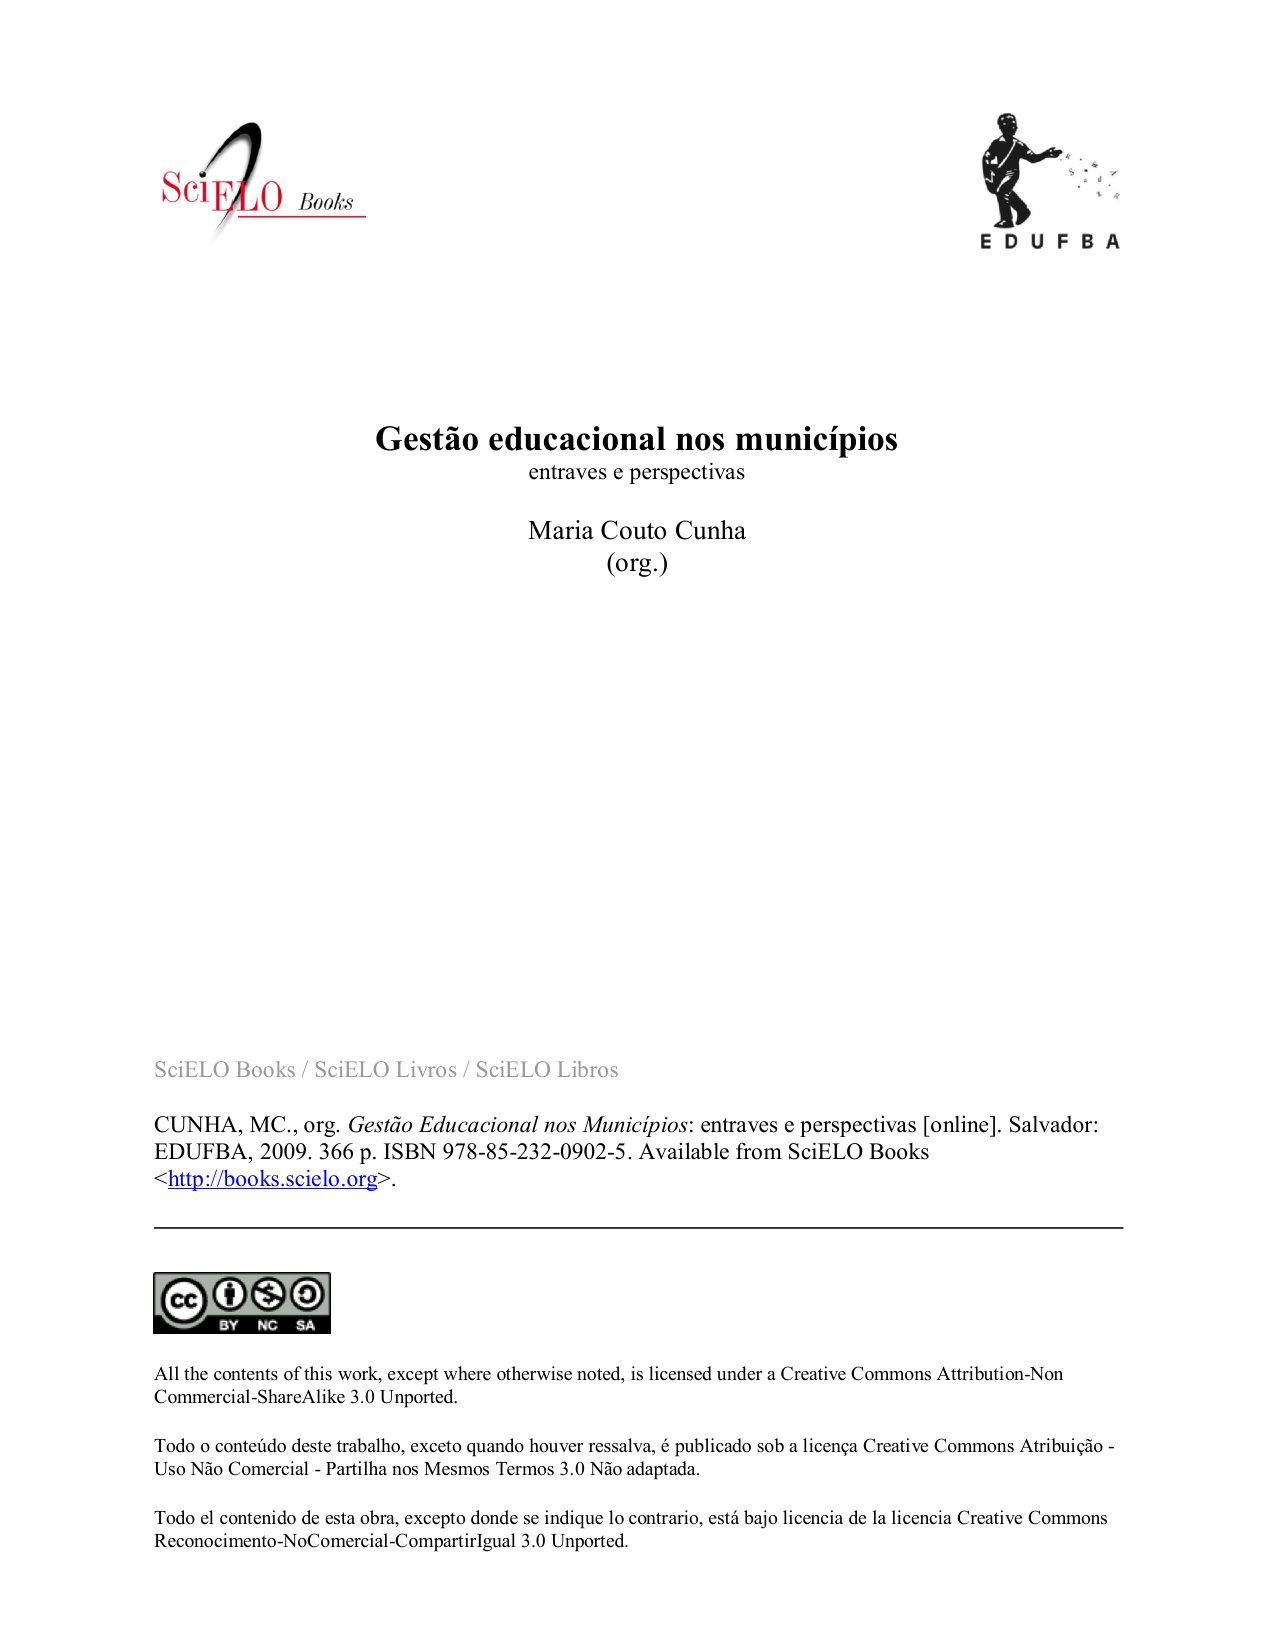 SciELO Books
EDUFBA
Gestão educacional nos municípios
entraves e perspectivas
Maria Couto Cunha
(org.)
SciELO Books / SciELO Livros / SciELO Libros
CUNHA, MC., org. Gestão Educacional nos Municípios: entraves e perspectivas [online]. Salvador:
EDUFBA, 2009. 366 p. ISBN 978-85-232-0902-5. Available from SciELO Books
<http://books.scielo.org>.
cc BY NC SA
All the contents of this work, except where otherwise noted, is licensed under a Creative Commons Attribution-Non
Commercial-ShareAlike 3.0 Unported.
Todo o conteúdo deste trabalho, exceto quando houver ressalva, é publicado sob a licença Creative Commons Atribuição -
Uso Não Comercial - Partilha nos Mesmos Termos 3.0 Não adaptada.
Todo el contenido de esta obra, excepto donde se indique lo contrario, está bajo licencia de la licencia Creative Commons
Reconocimento-NoComercial-CompartirIgual 3.0 Unported.